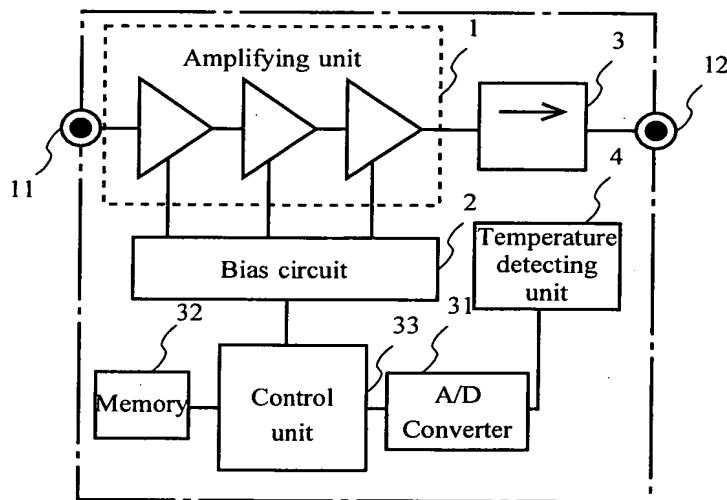 1
3
12
Amplifying unit
11
4
2
Temperature
detecting
unit
Bias circuit
32
33
31
Memory
Control
unit
A/D
Converter